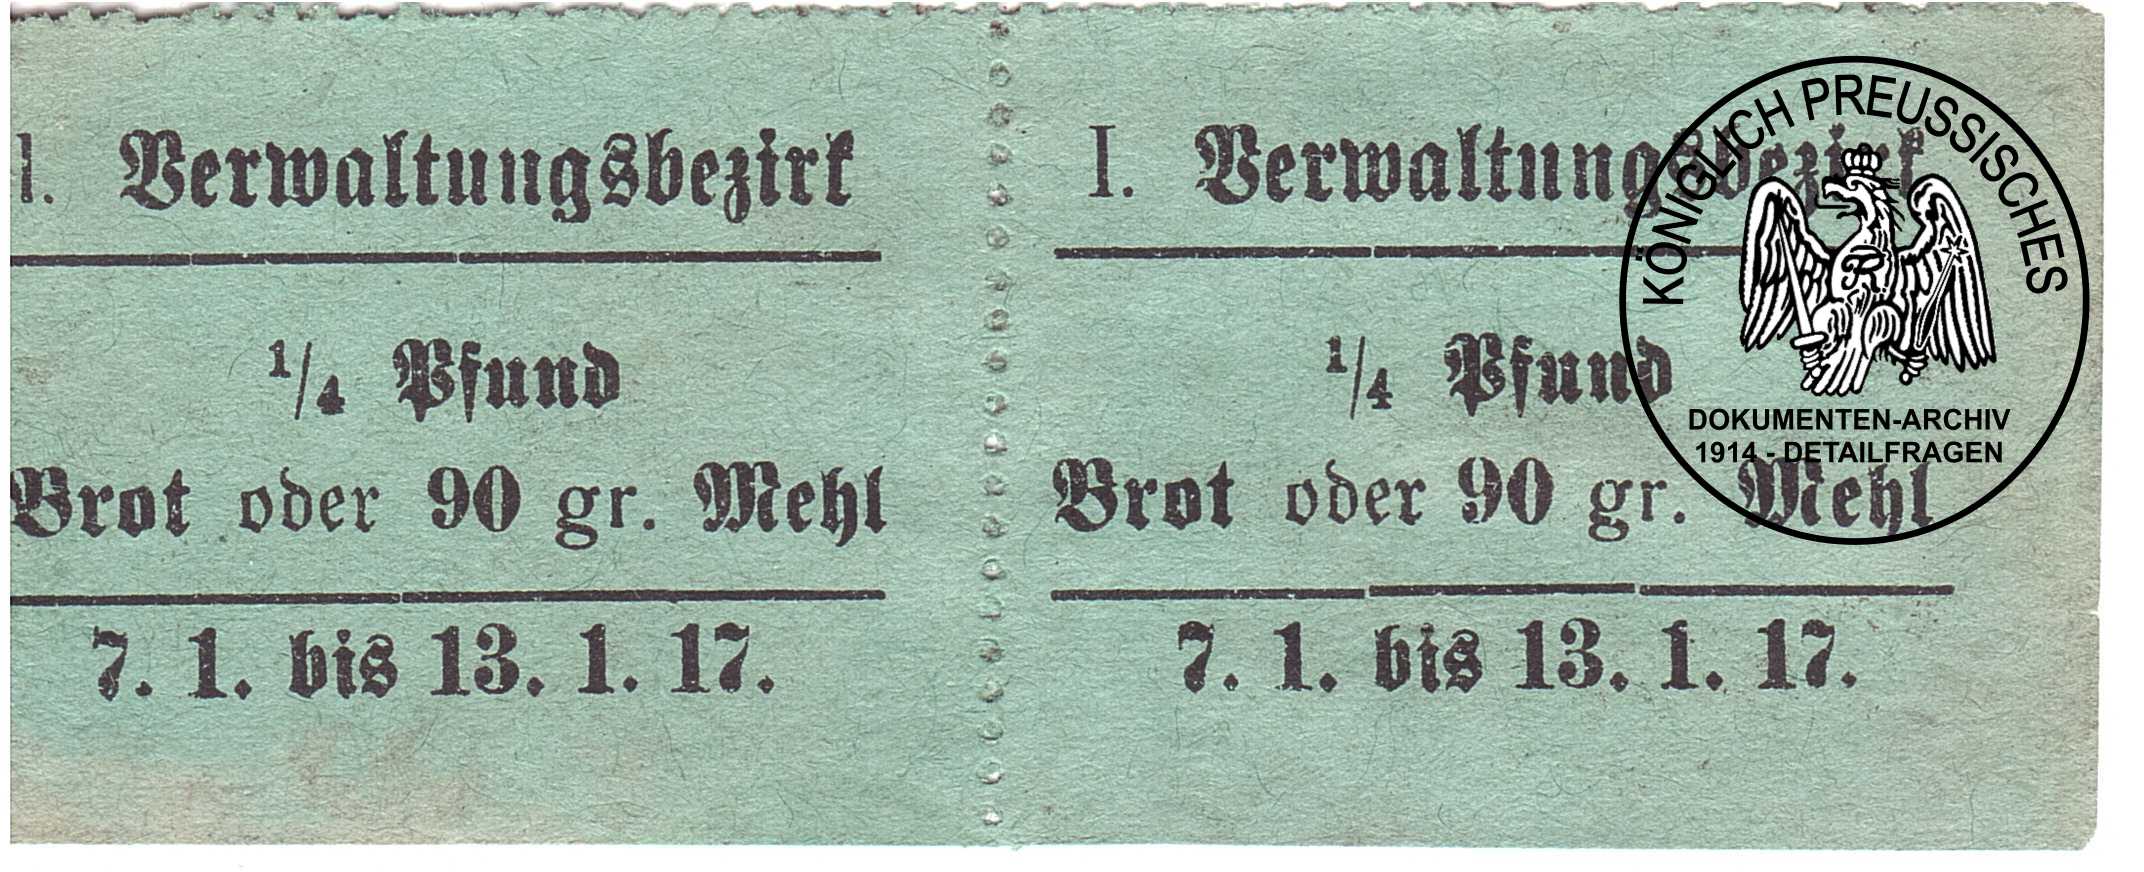 I. Verwaltungsbezirk
1/4 Pfund
Brot oder 90 gr. Mehl
7. 1. bis 13. 1. 17.
I. Verwaltungsbezirk
1/4 Pfund
Brot oder 90 gr. Mehl
7. 1. bis 13. 1. 17.
KÖNIGLICH PREUSSISCHES
DOKUMENTEN-ARCHIV
1914 - DETAILFRAGEN